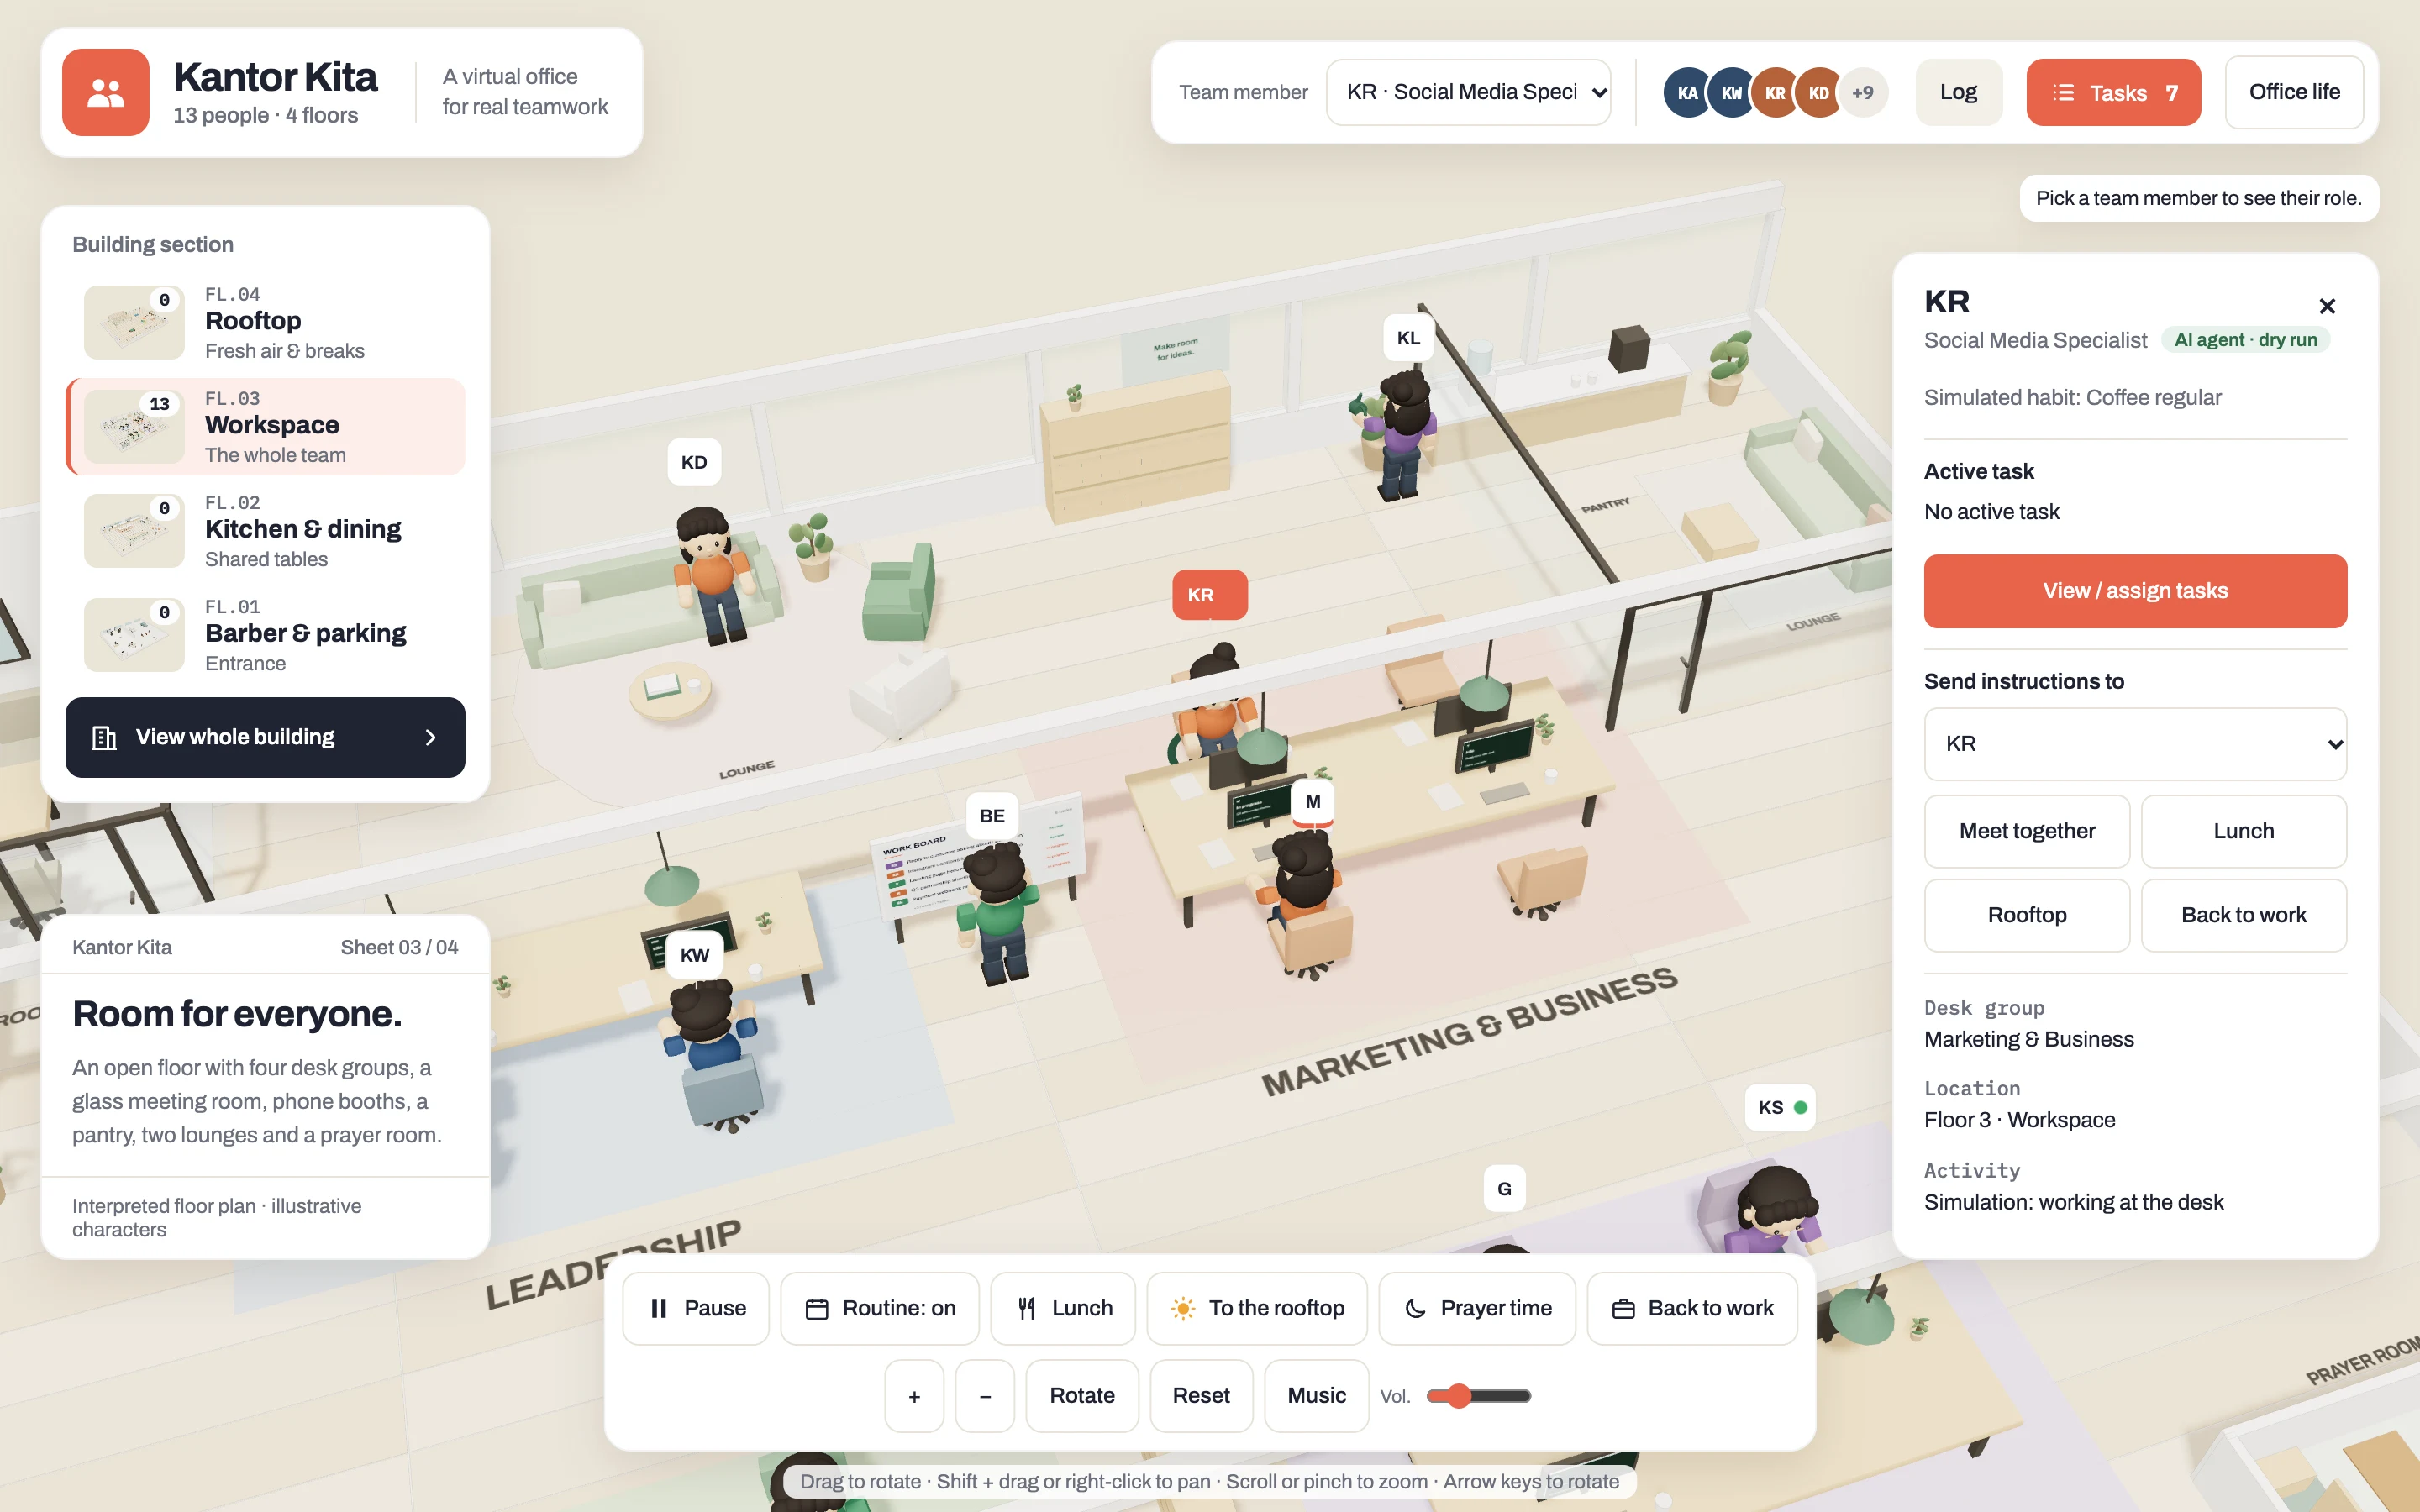 Kantor Kita
13 people · 4 floors
A virtual office
for real teamwork
Team member
KR · Social Media Speci
KA
KW
KR
KD
+9
Log
Tasks 7
Office life
Pick a team member to see their role.
Building section
0
FL.04
Rooftop
Fresh air & breaks
13
FL.03
Workspace
The whole team
0
FL.02
Kitchen & dining
Shared tables
0
FL.01
Barber & parking
Entrance
View whole building
Kantor Kita
Sheet 03 / 04
Room for everyone.
An open floor with four desk groups, a
glass meeting room, phone booths, a
pantry, two lounges and a prayer room.
Interpreted floor plan · illustrative
characters
Make room
for ideas.
KL
KD
PANTRY
KR
LOUNGE
LOUNGE
M
BE
WORK BOARD
KW
MARKETING & BUSINESS
KS
G
LEADERSHIP
PRAYER ROOM
KR
Social Media Specialist
AI agent · dry run
Simulated habit: Coffee regular
Active task
No active task
View / assign tasks
Send instructions to
KR
Meet together
Lunch
Rooftop
Back to work
Desk group
Marketing & Business
Location
Floor 3 · Workspace
Activity
Simulation: working at the desk
Pause
Routine: on
Lunch
To the rooftop
Prayer time
Back to work
+
−
Rotate
Reset
Music
Vol.
Drag to rotate · Shift + drag or right-click to pan · Scroll or pinch to zoom · Arrow keys to rotate